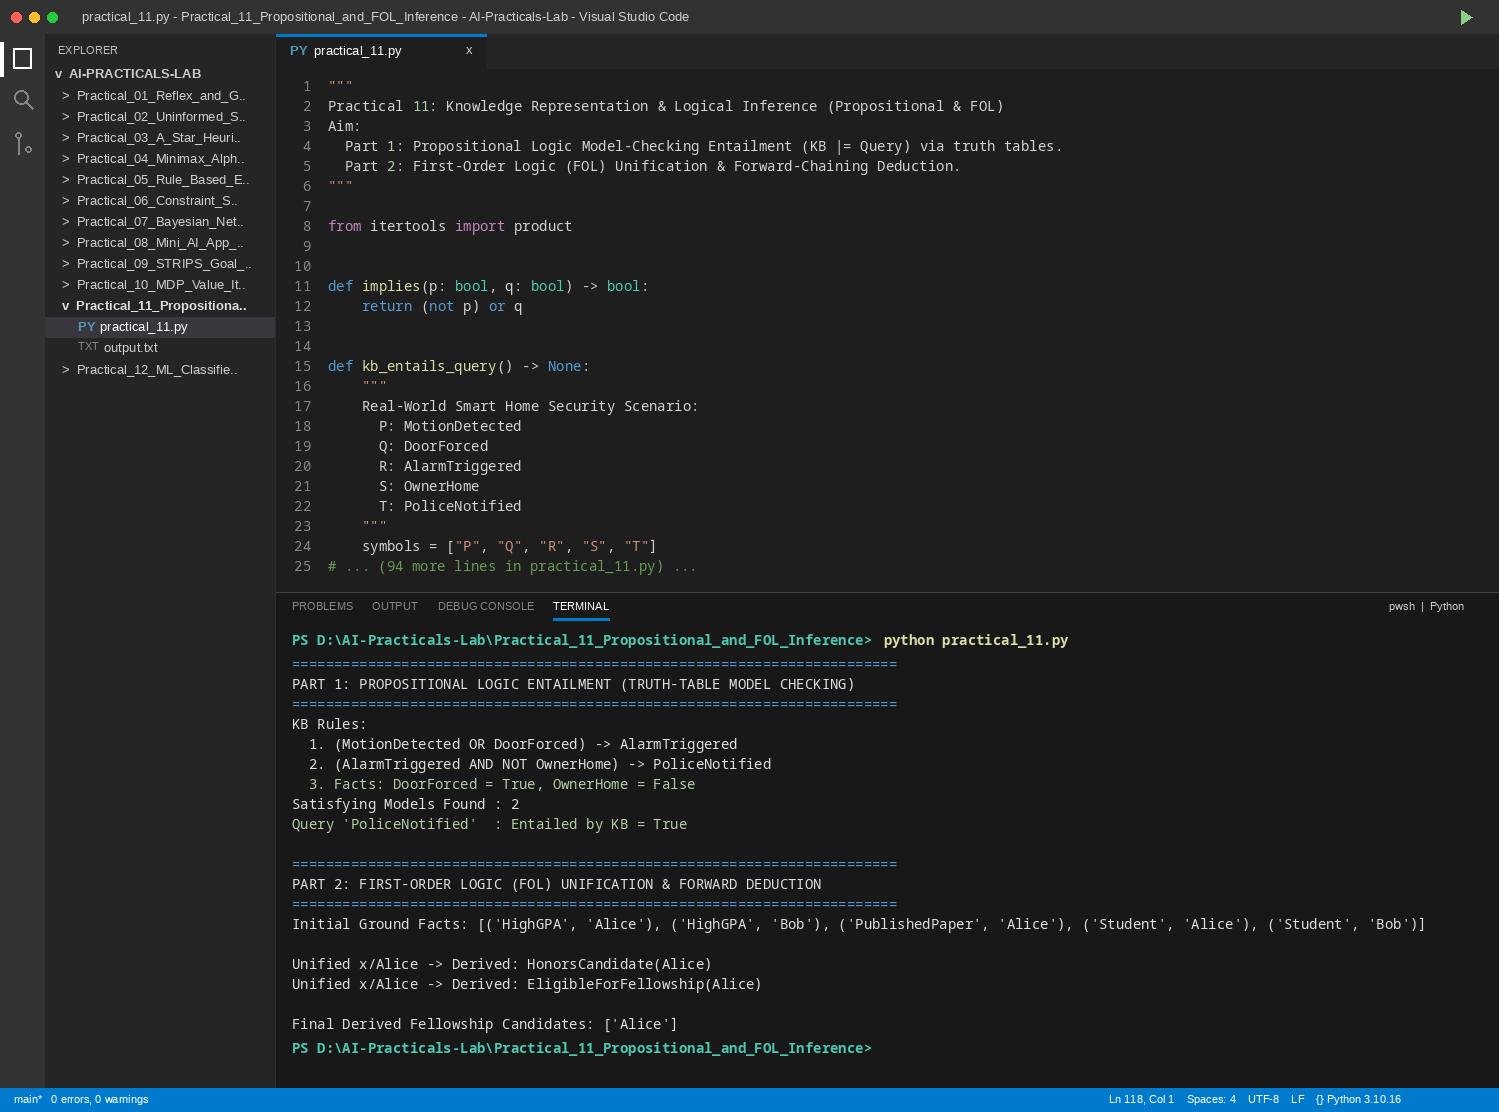 practical_11.py - Practical_11_Propositional_and_FOL_Inference - AI-Practicals-Lab - Visual Studio Code
EXPLORER
v AI-PRACTICALS-LAB
> Practical_01_Reflex_and_G..
> Practical_02_Uninformed_S..
> Practical_03_A_Star_Heuri..
> Practical_04_Minimax_Alph..
> Practical_05_Rule_Based_E..
> Practical_06_Constraint_S..
> Practical_07_Bayesian_Net..
> Practical_08_Mini_AI_App_..
> Practical_09_STRIPS_Goal_..
> Practical_10_MDP_Value_It..
v Practical_11_Propositiona..
PY practical_11.py
TXT output.txt
> Practical_12_ML_Classifie..
PY practical_11.py x
1 """
2 Practical 11: Knowledge Representation & Logical Inference (Propositional & FOL)
3 Aim:
4   Part 1: Propositional Logic Model-Checking Entailment (KB |= Query) via truth tables.
5   Part 2: First-Order Logic (FOL) Unification & Forward-Chaining Deduction.
6 """
7
8 from itertools import product
9
10
11 def implies(p: bool, q: bool) -> bool:
12     return (not p) or q
13
14
15 def kb_entails_query() -> None:
16     """
17     Real-World Smart Home Security Scenario:
18       P: MotionDetected
19       Q: DoorForced
20       R: AlarmTriggered
21       S: OwnerHome
22       T: PoliceNotified
23     """
24     symbols = ["P", "Q", "R", "S", "T"]
25 # ... (94 more lines in practical_11.py) ...
PROBLEMS OUTPUT DEBUG CONSOLE TERMINAL pwsh | Python
PS D:\AI-Practicals-Lab\Practical_11_Propositional_and_FOL_Inference> python practical_11.py
========================================================================
PART 1: PROPOSITIONAL LOGIC ENTAILMENT (TRUTH-TABLE MODEL CHECKING)
========================================================================
KB Rules:
  1. (MotionDetected OR DoorForced) -> AlarmTriggered
  2. (AlarmTriggered AND NOT OwnerHome) -> PoliceNotified
  3. Facts: DoorForced = True, OwnerHome = False
Satisfying Models Found : 2
Query 'PoliceNotified'  : Entailed by KB = True
========================================================================
PART 2: FIRST-ORDER LOGIC (FOL) UNIFICATION & FORWARD DEDUCTION
========================================================================
Initial Ground Facts: [('HighGPA', 'Alice'), ('HighGPA', 'Bob'), ('PublishedPaper', 'Alice'), ('Student', 'Alice'), ('Student', 'Bob')]
Unified x/Alice -> Derived: HonorsCandidate(Alice)
Unified x/Alice -> Derived: EligibleForFellowship(Alice)
Final Derived Fellowship Candidates: ['Alice']
PS D:\AI-Practicals-Lab\Practical_11_Propositional_and_FOL_Inference>
main* 0 errors, 0 warnings Ln 118, Col 1 Spaces: 4 UTF-8 LF {} Python 3.10.16